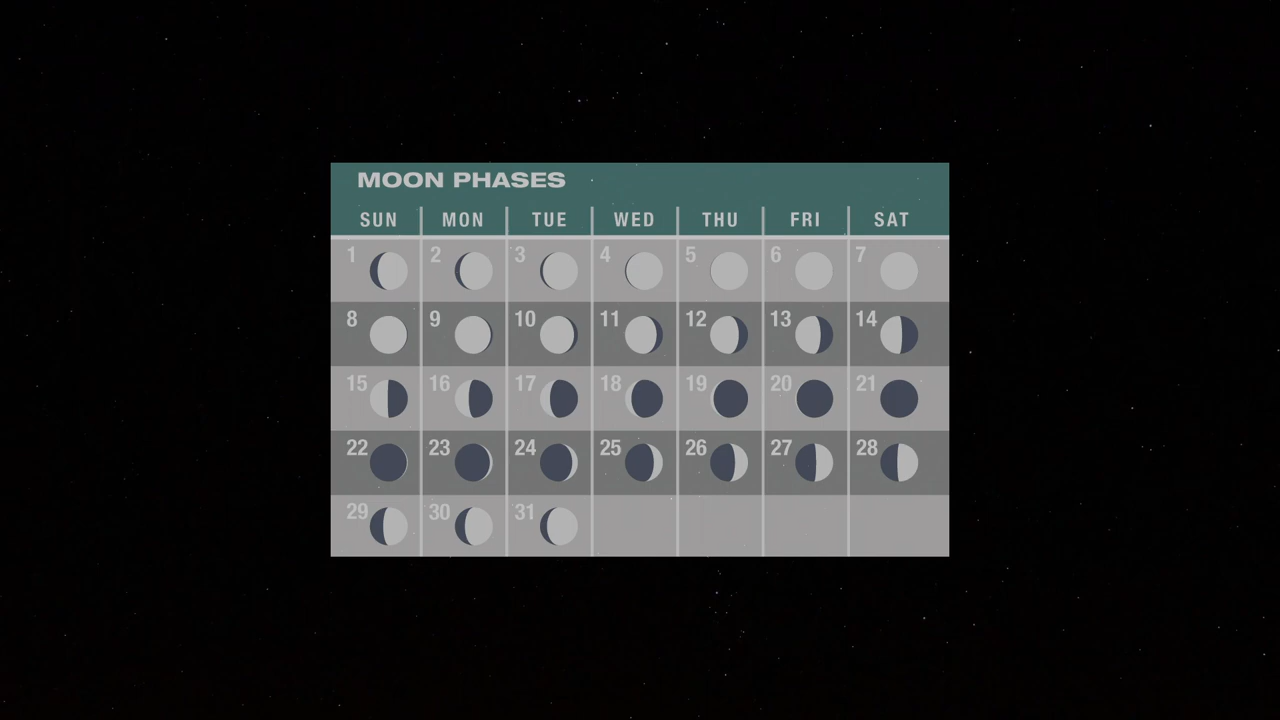 MOON PHASES
SUN MON TUE WED THU FRI SAT
1 2 3 4 5 6 7
8 9 10 11 12 13 14
15 16 17 18 19 20 21
22 23 24 25 26 27 28
29 30 31